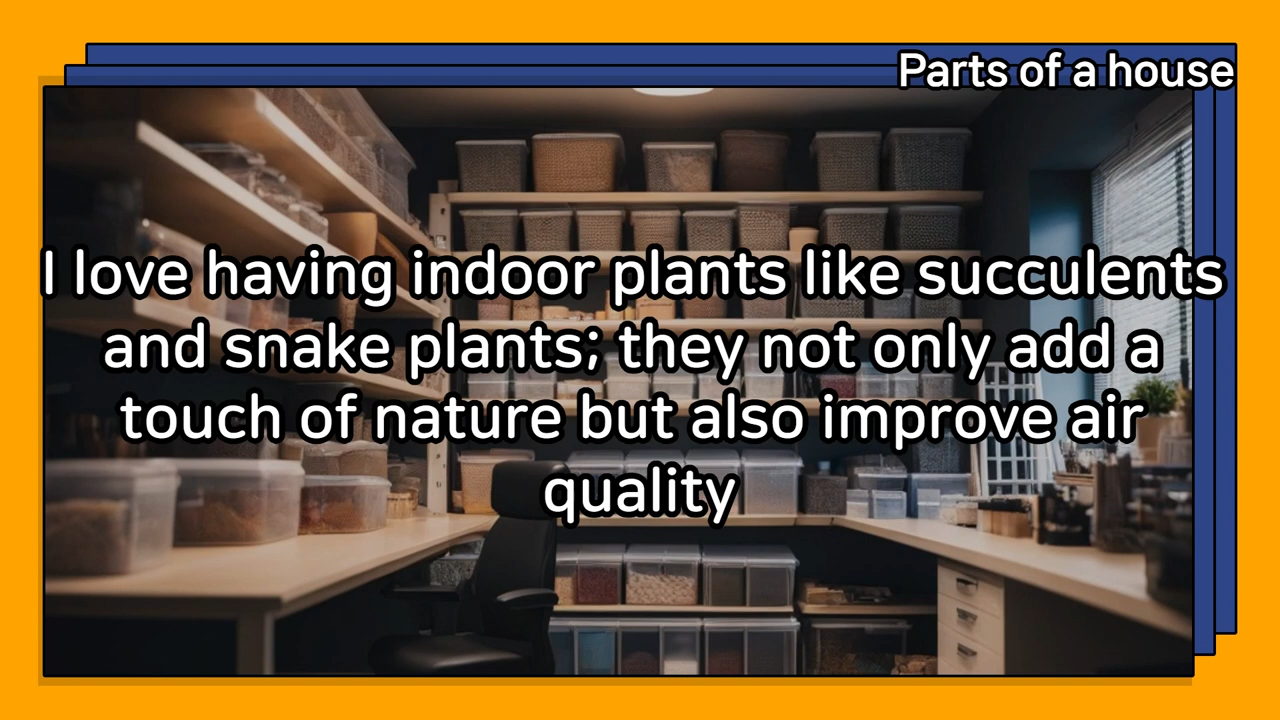 Parts of a house
I love having indoor plants like succulents
and snake plants; they not only add a
touch of nature but also improve air
quality